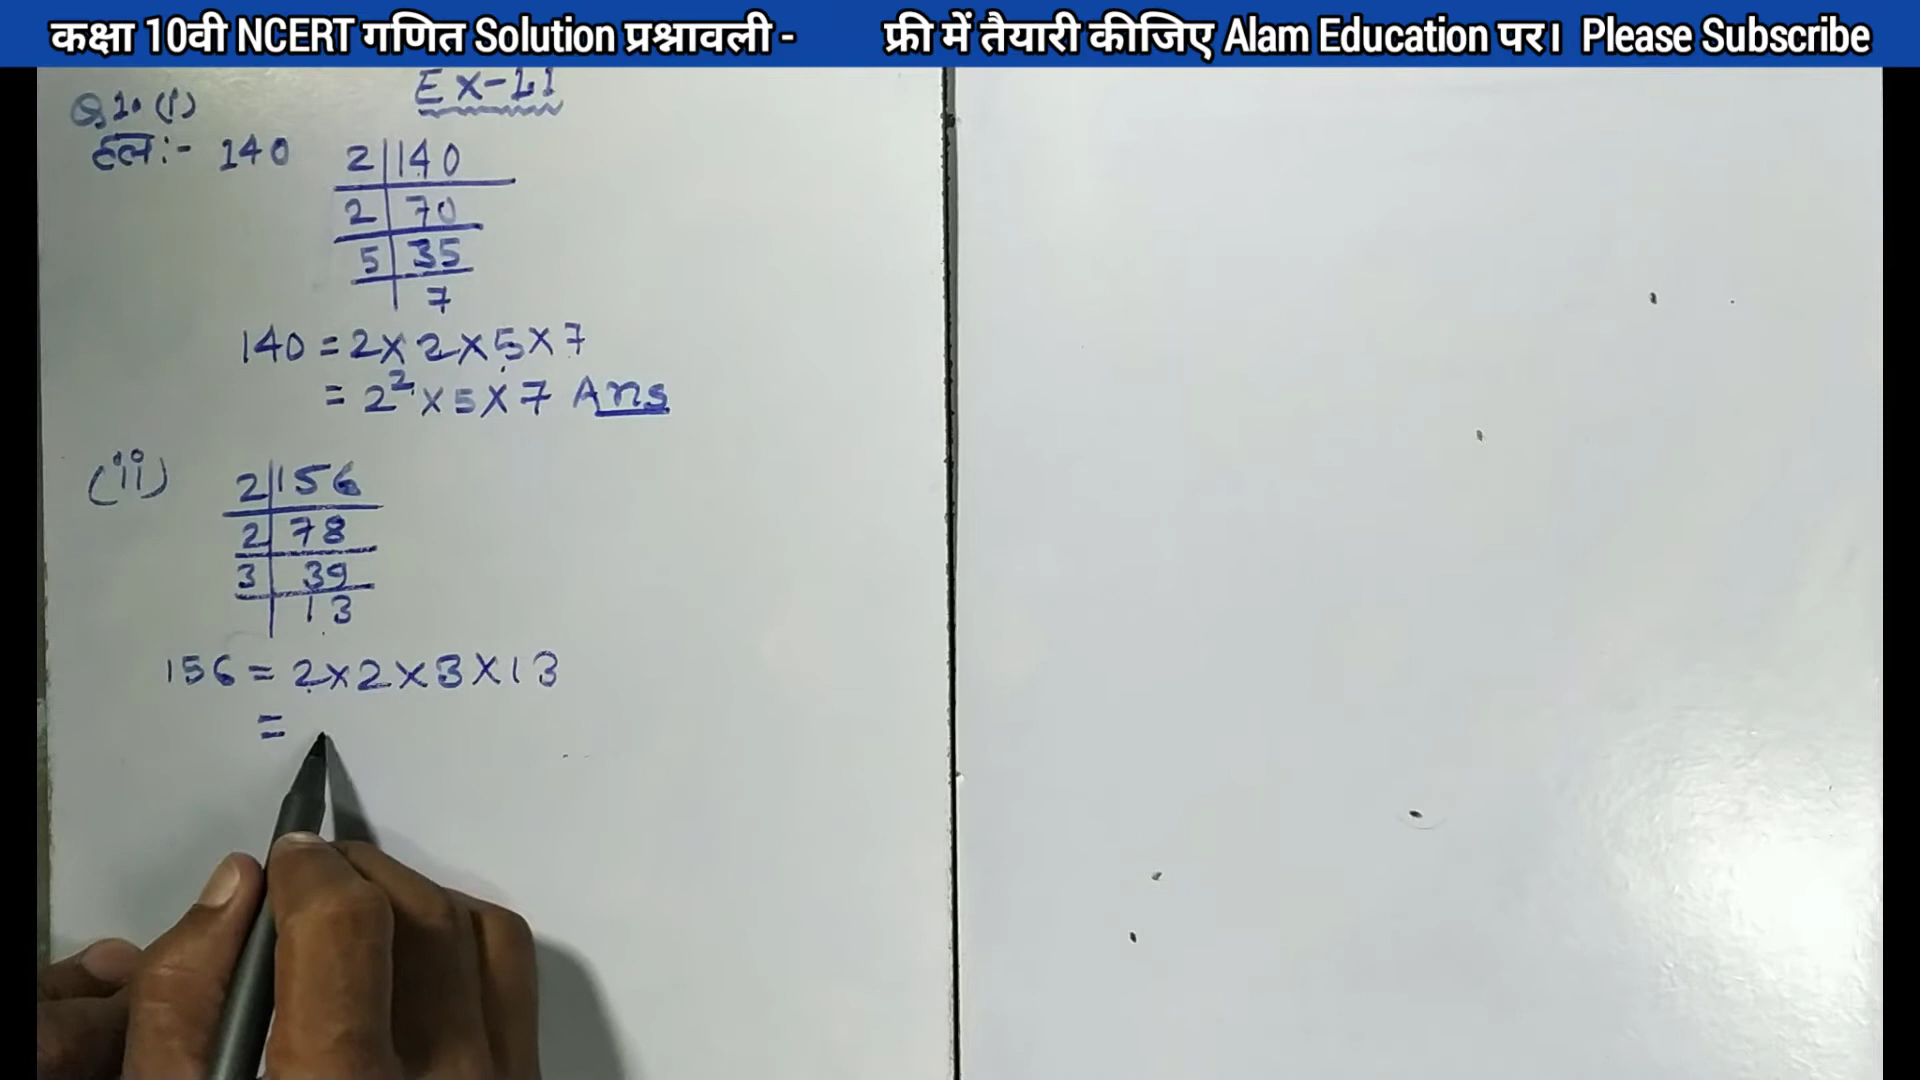 कक्षा 10वी NCERT गणित Solution प्रश्नावली - फ्री में तैयारी कीजिए Alam Education पर। Please Subscribe
Ex-1.1
Q1. (i)
हल:- 140
2 140
2 70
5 35
7
140 = 2×2×5×7
= 2²×5×7 Ans
(ii)
2 156
2 78
3 39
13
156 = 2×2×3×13
=